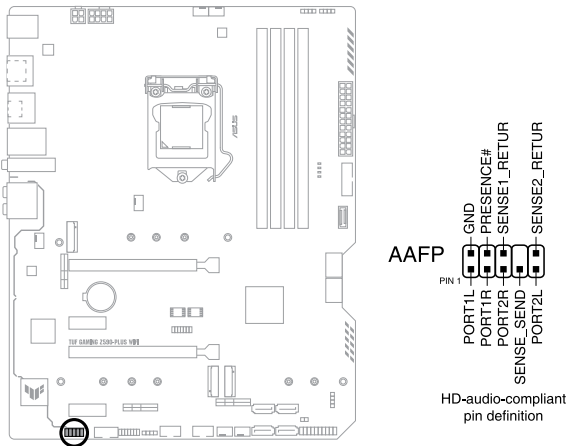 /SUS
TUF GAMING Z590-PLUS WIFI
AAFP
PIN 1
GND
PRESENCE#
SENSE1_RETUR
SENSE2_RETUR
PORT1L
PORT1R
PORT2R
SENSE_SEND
PORT2L
HD-audio-compliant
pin definition